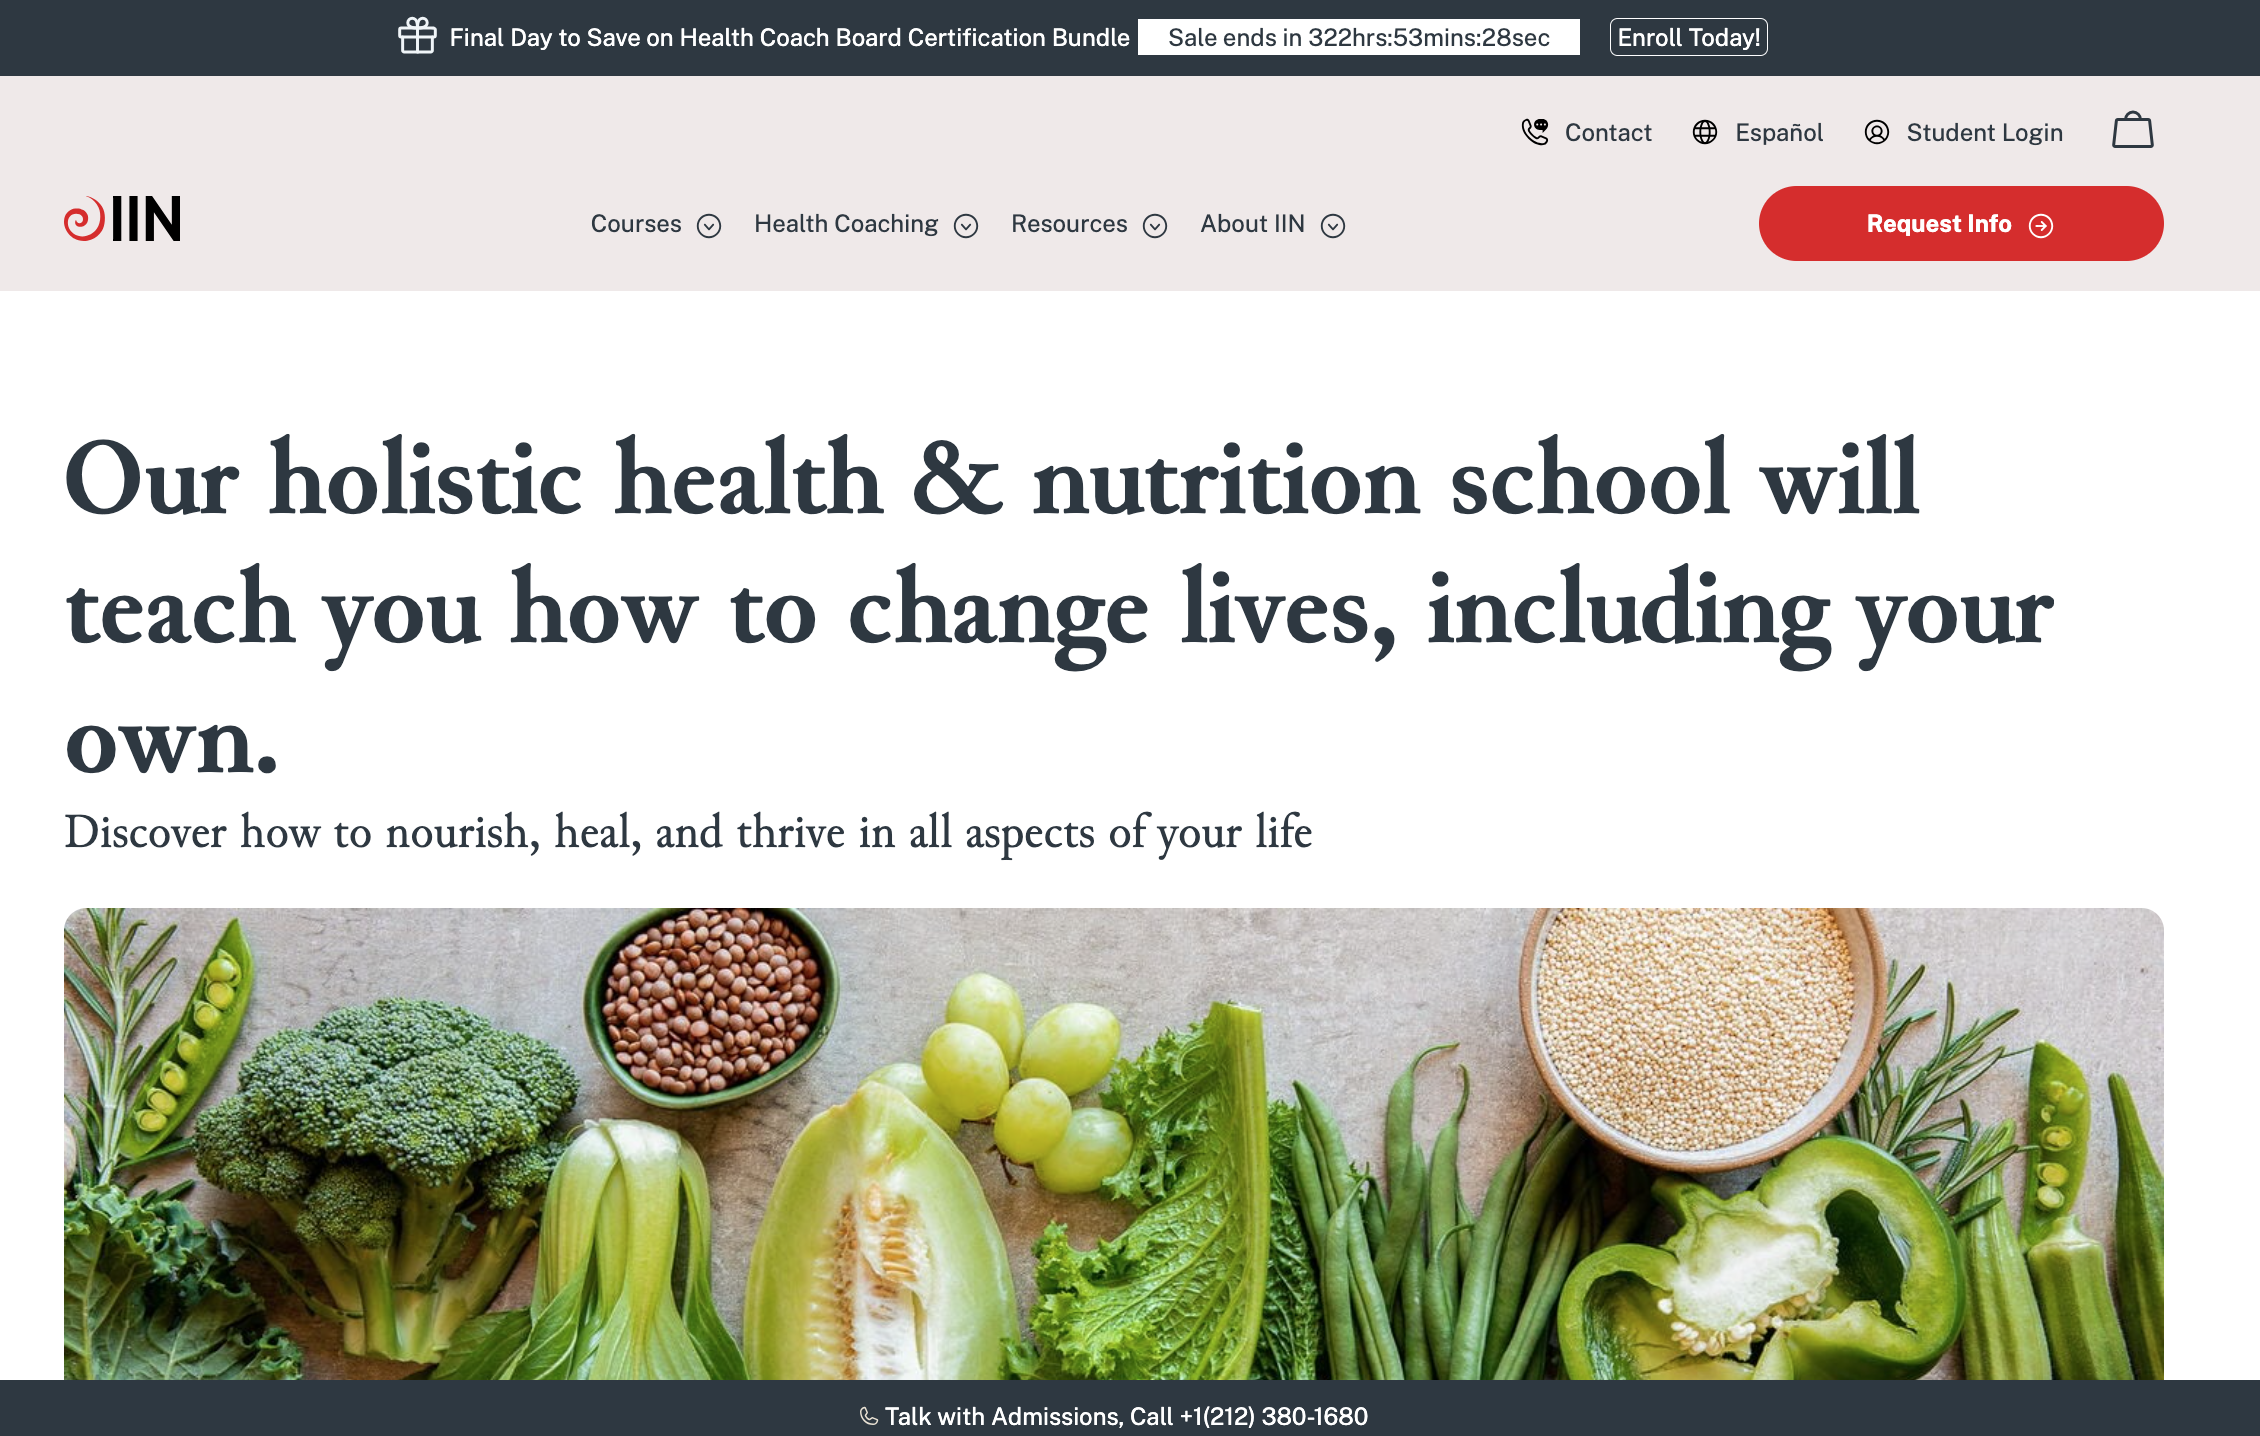 Final Day to Save on Health Coach Board Certification Bundle Sale ends in 322hrs:53mins:28sec Enroll Today!
Contact Español Student Login
IIN Courses Health Coaching Resources About IIN Request Info
Our holistic health & nutrition school will
teach you how to change lives, including your
own.
Discover how to nourish, heal, and thrive in all aspects of your life
Talk with Admissions, Call +1(212) 380-1680